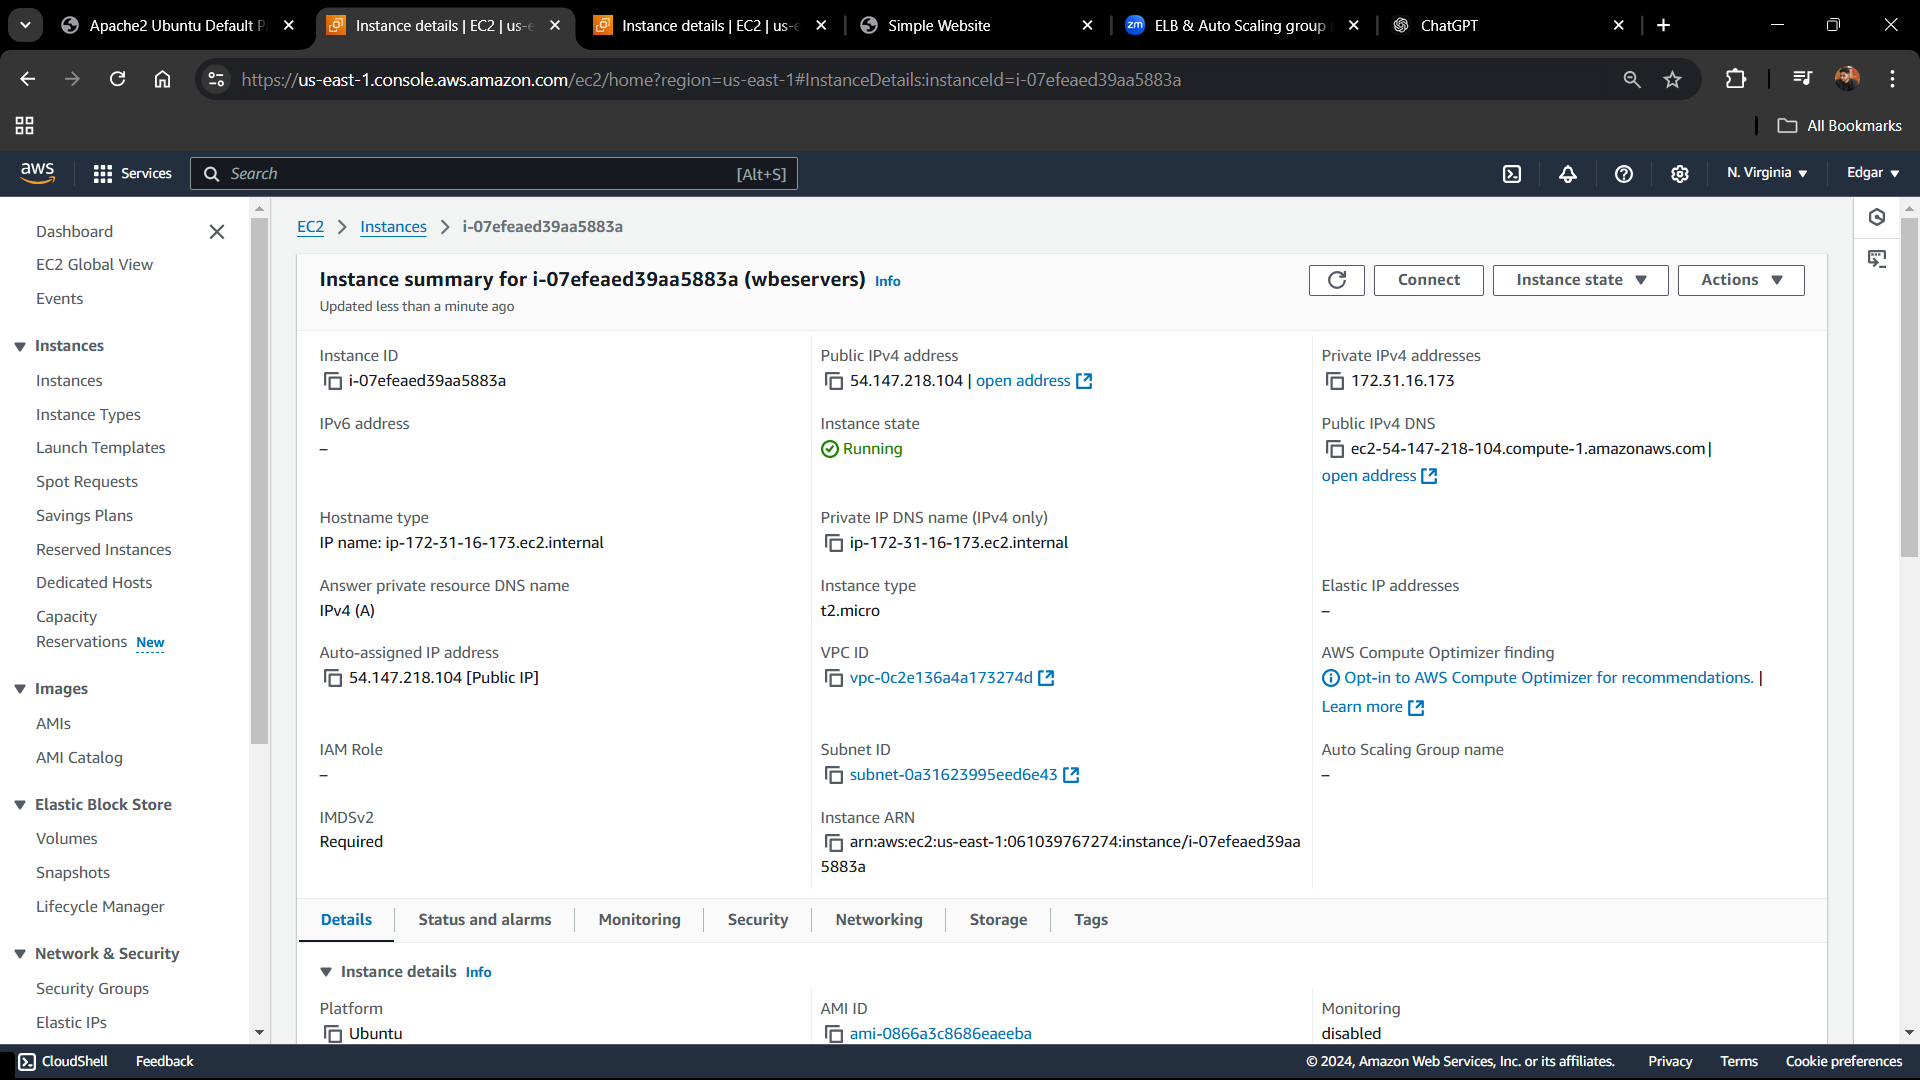 Apache2 Ubuntu Default P
Instance details | EC2 | us-e
Instance details | EC2 | us-e
Simple Website
zm ELB & Auto Scaling group
ChatGPT
https://us-east-1.console.aws.amazon.com/ec2/home?region=us-east-1#InstanceDetails:instanceId=i-07efeaed39aa5883a
All Bookmarks
aws
Services
Search
[Alt+S]
N. Virginia
Edgar
Dashboard
EC2 Global View
Events
Instances
Instances
Instance Types
Launch Templates
Spot Requests
Savings Plans
Reserved Instances
Dedicated Hosts
Capacity
Reservations New
Images
AMIs
AMI Catalog
Elastic Block Store
Volumes
Snapshots
Lifecycle Manager
Network & Security
Security Groups
Elastic IPs
EC2 > Instances > i-07efeaed39aa5883a
Instance summary for i-07efeaed39aa5883a (wbeservers) Info
Updated less than a minute ago
Connect
Instance state
Actions
Instance ID
i-07efeaed39aa5883a
Public IPv4 address
54.147.218.104 | open address
Private IPv4 addresses
172.31.16.173
IPv6 address
–
Instance state
Running
Public IPv4 DNS
ec2-54-147-218-104.compute-1.amazonaws.com |
open address
Hostname type
IP name: ip-172-31-16-173.ec2.internal
Private IP DNS name (IPv4 only)
ip-172-31-16-173.ec2.internal
Answer private resource DNS name
IPv4 (A)
Instance type
t2.micro
Elastic IP addresses
–
Auto-assigned IP address
54.147.218.104 [Public IP]
VPC ID
vpc-0c2e136a4a173274d
AWS Compute Optimizer finding
Opt-in to AWS Compute Optimizer for recommendations. |
Learn more
IAM Role
–
Subnet ID
subnet-0a31623995eed6e43
Auto Scaling Group name
–
IMDSv2
Required
Instance ARN
arn:aws:ec2:us-east-1:061039767274:instance/i-07efeaed39aa
5883a
Details
Status and alarms
Monitoring
Security
Networking
Storage
Tags
Instance details Info
Platform
Ubuntu
AMI ID
ami-0866a3c8686eaeeba
Monitoring
disabled
CloudShell
Feedback
© 2024, Amazon Web Services, Inc. or its affiliates.
Privacy
Terms
Cookie preferences